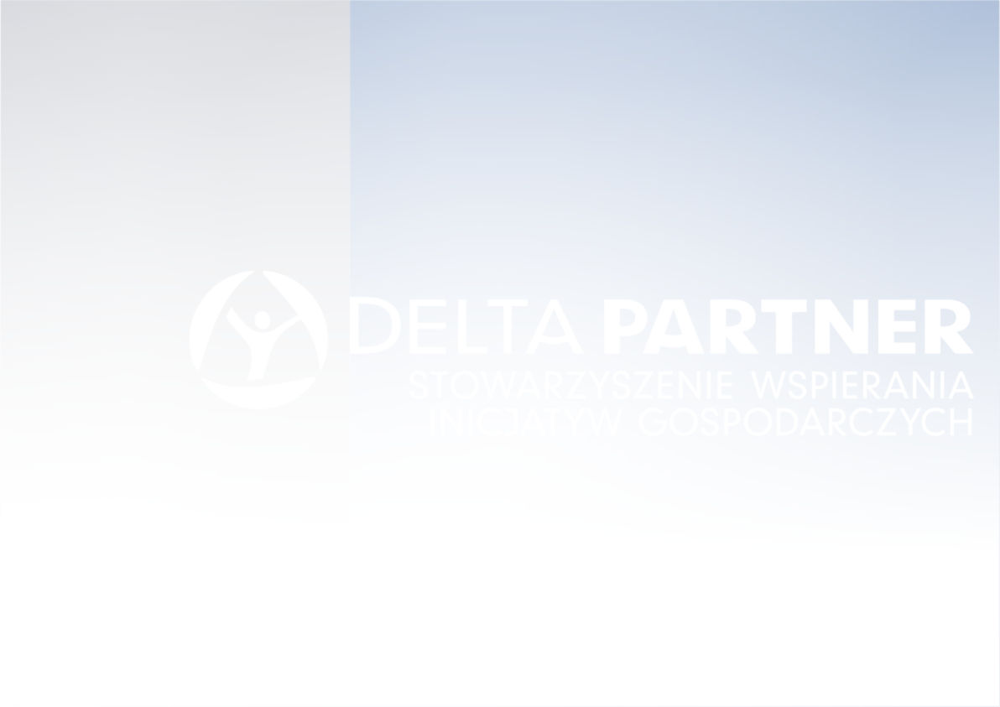 DELTA PARTNER
STOWARZYSZENIE WSPIERANIA
INICJATYW GOSPODARCZYCH